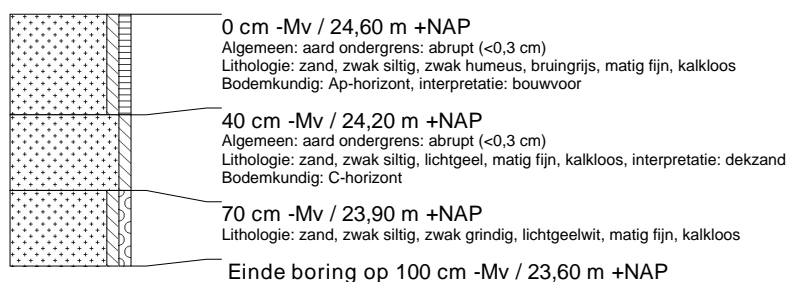 0 cm -Mv / 24,60 m +NAP
Algemeen: aard ondergrens: abrupt (<0,3 cm)
Lithologie: zand, zwak siltig, zwak humeus, bruingrijs, matig fijn, kalkloos
Bodemkundig: Ap-horizont, interpretatie: bouwvoor
40 cm -Mv / 24,20 m +NAP
Algemeen: aard ondergrens: abrupt (<0,3 cm)
Lithologie: zand, zwak siltig, lichtgeel, matig fijn, kalkloos, interpretatie: dekzand
Bodemkundig: C-horizont
70 cm -Mv / 23,90 m +NAP
Lithologie: zand, zwak siltig, zwak grindig, lichtgeelwit, matig fijn, kalkloos
Einde boring op 100 cm -Mv / 23,60 m +NAP